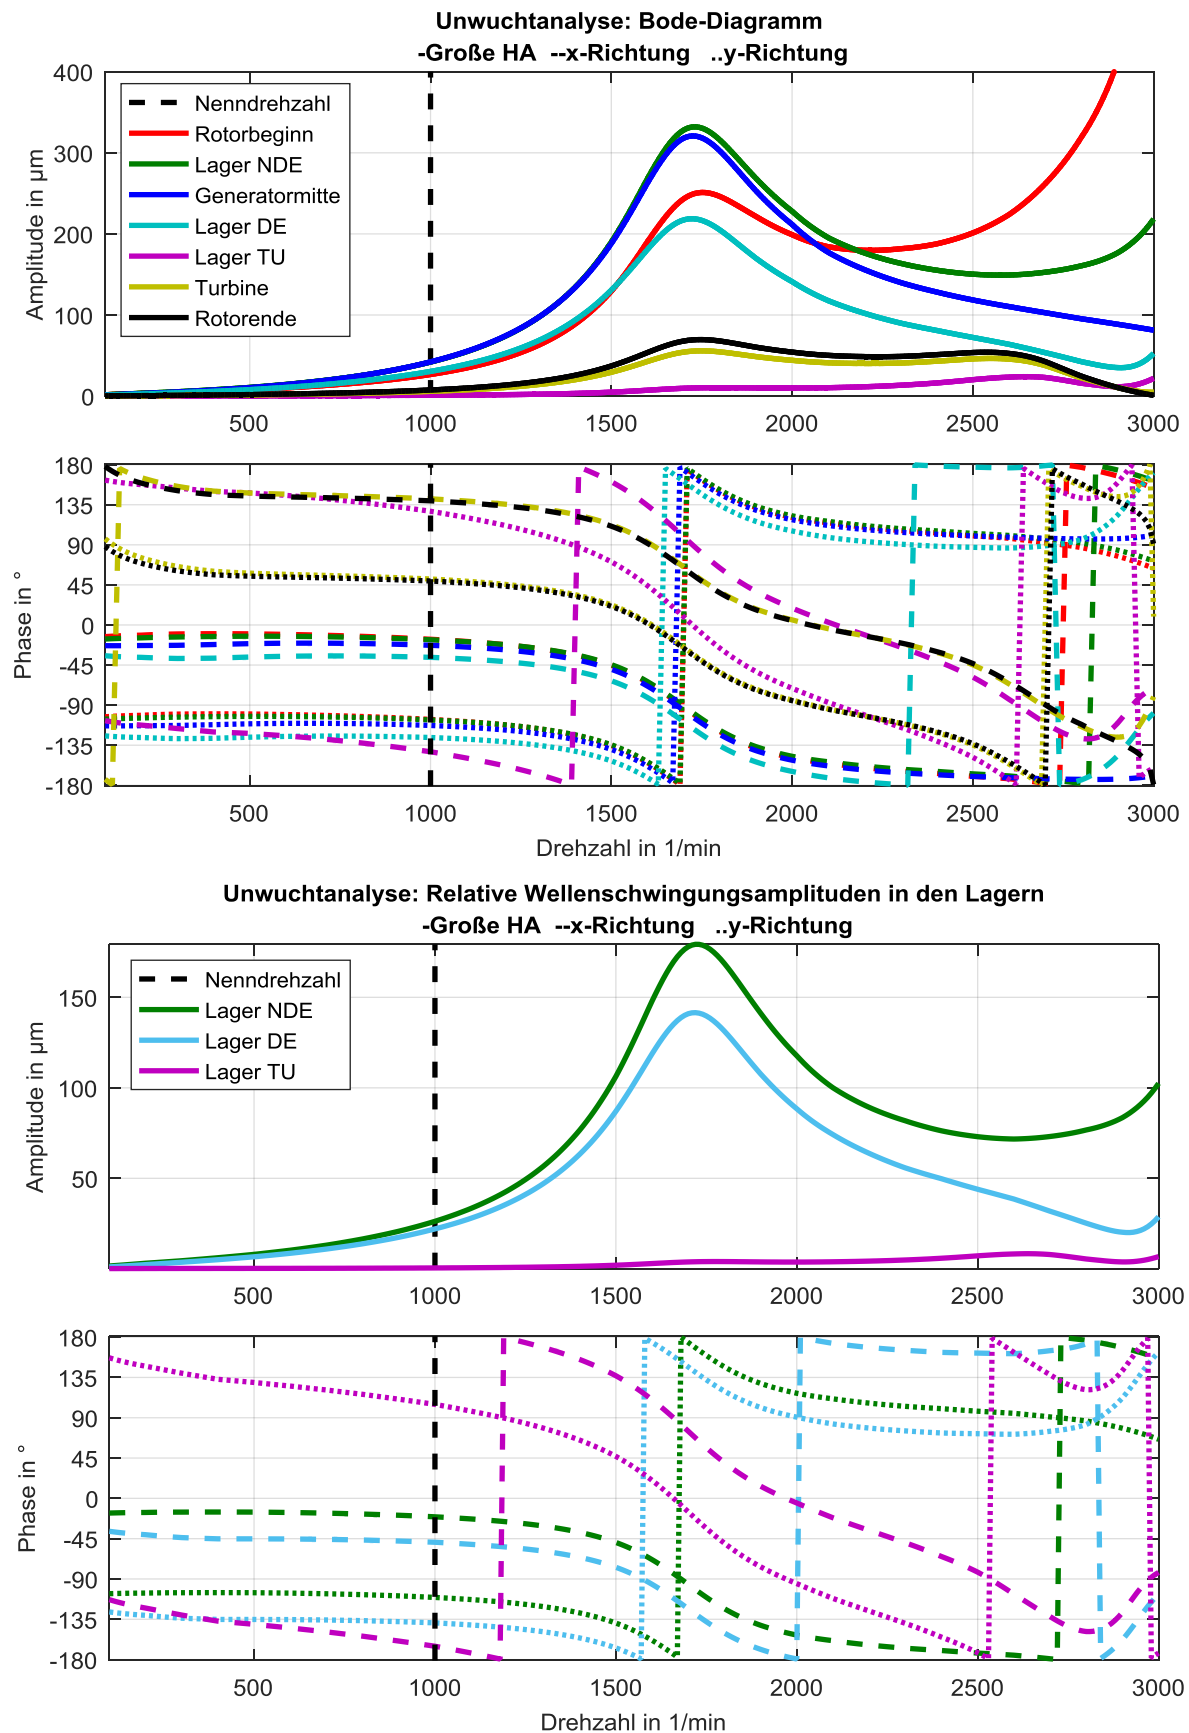 Unwuchtanalyse: Bode-Diagramm
-Große HA --x-Richtung ..y-Richtung
Amplitude in µm
400
300
200
100
0
Nenndrehzahl
Rotorbeginn
Lager NDE
Generatormitte
Lager DE
Lager TU
Turbine
Rotorende
500 1000 1500 2000 2500 3000
Phase in °
180
135
90
45
0
-45
-90
-135
-180
500 1000 1500 2000 2500 3000
Drehzahl in 1/min
Unwuchtanalyse: Relative Wellenschwingungsamplituden in den Lagern
-Große HA --x-Richtung ..y-Richtung
Amplitude in µm
150
100
50
Nenndrehzahl
Lager NDE
Lager DE
Lager TU
500 1000 1500 2000 2500 3000
Phase in °
180
135
90
45
0
-45
-90
-135
-180
500 1000 1500 2000 2500 3000
Drehzahl in 1/min